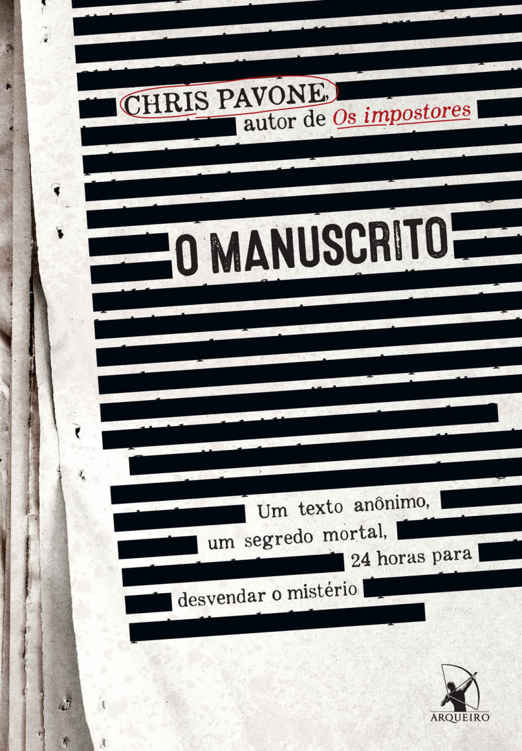 CHRIS PAVONE,
autor de Os impostores
O MANUSCRITO
Um texto anônimo,
um segredo mortal,
24 horas para
desvendar o mistério
ARQUEIRO